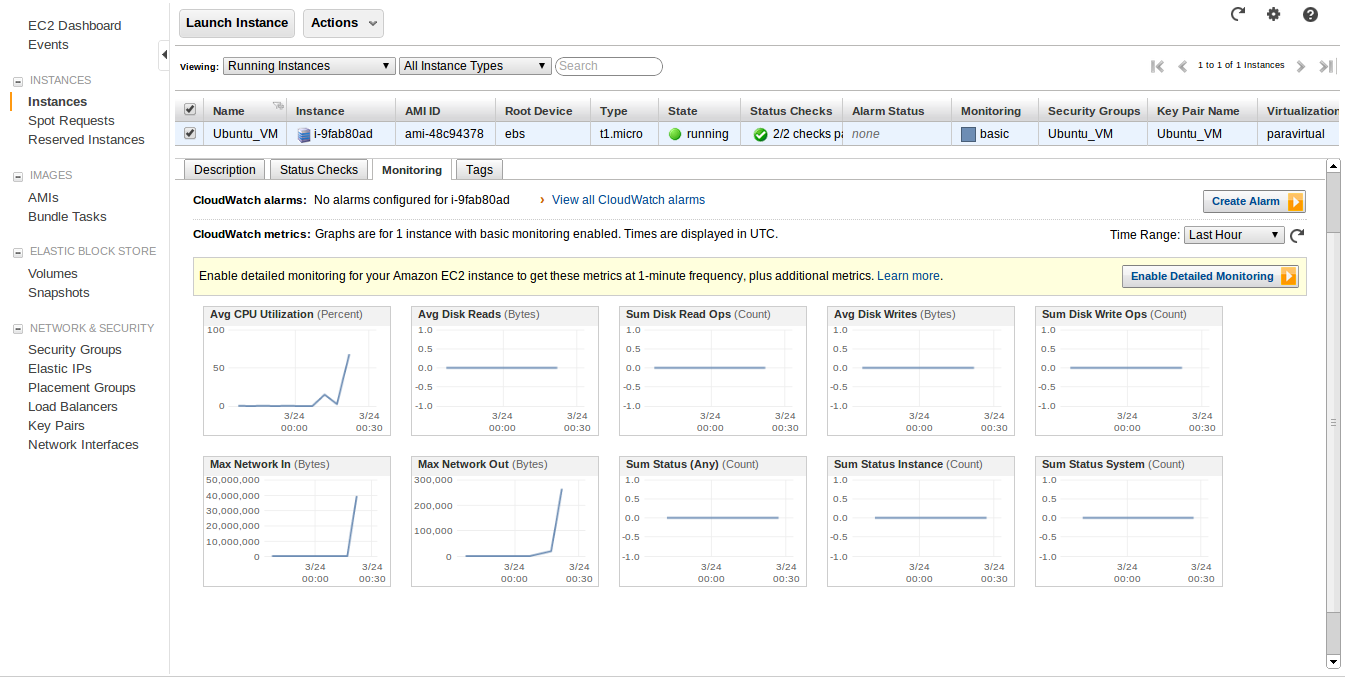 EC2 Dashboard
Events
INSTANCES
Instances
Spot Requests
Reserved Instances
IMAGES
AMIs
Bundle Tasks
ELASTIC BLOCK STORE
Volumes
Snapshots
NETWORK & SECURITY
Security Groups
Elastic IPs
Placement Groups
Load Balancers
Key Pairs
Network Interfaces
Launch Instance Actions
Viewing: Running Instances All Instance Types Search 1 to 1 of 1 Instances
Name Instance AMI ID Root Device Type State Status Checks Alarm Status Monitoring Security Groups Key Pair Name Virtualization
Ubuntu_VM i-9fab80ad ami-48c94378 ebs t1.micro running 2/2 checks pa none basic Ubuntu_VM Ubuntu_VM paravirtual
Description Status Checks Monitoring Tags
CloudWatch alarms: No alarms configured for i-9fab80ad › View all CloudWatch alarms Create Alarm
CloudWatch metrics: Graphs are for 1 instance with basic monitoring enabled. Times are displayed in UTC. Time Range: Last Hour
Enable detailed monitoring for your Amazon EC2 instance to get these metrics at 1-minute frequency, plus additional metrics. Learn more. Enable Detailed Monitoring
Avg CPU Utilization (Percent)
100
50
0
3/24 3/24
00:00 00:30
Avg Disk Reads (Bytes)
1.0
0.5
0.0
-0.5
-1.0
3/24 3/24
00:00 00:30
Sum Disk Read Ops (Count)
1.0
0.5
0.0
-0.5
-1.0
3/24 3/24
00:00 00:30
Avg Disk Writes (Bytes)
1.0
0.5
0.0
-0.5
-1.0
3/24 3/24
00:00 00:30
Sum Disk Write Ops (Count)
1.0
0.5
0.0
-0.5
-1.0
3/24 3/24
00:00 00:30
Max Network In (Bytes)
50,000,000
40,000,000
30,000,000
20,000,000
10,000,000
0
3/24 3/24
00:00 00:30
Max Network Out (Bytes)
300,000
200,000
100,000
0
3/24 3/24
00:00 00:30
Sum Status (Any) (Count)
1.0
0.5
0.0
-0.5
-1.0
3/24 3/24
00:00 00:30
Sum Status Instance (Count)
1.0
0.5
0.0
-0.5
-1.0
3/24 3/24
00:00 00:30
Sum Status System (Count)
1.0
0.5
0.0
-0.5
-1.0
3/24 3/24
00:00 00:30